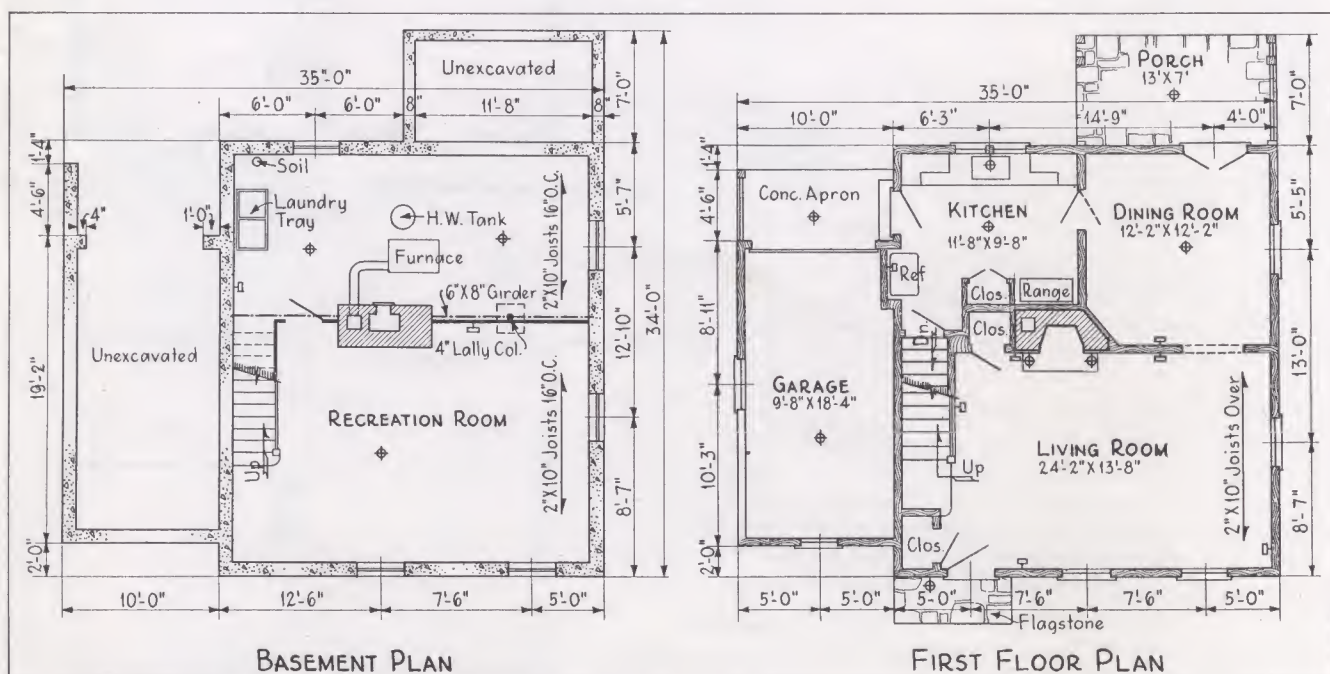 Unexcavated
35'-0"
6'-0"
6'-0"
8"
11'-8"
8"
7'-0"
1'-4"
4'-6"
4"
1'-0"
19'-2"
2'-0"
Soil
Laundry
Tray
H.W. Tank
Furnace
2"X10" Joists 16" O.C.
5'-7"
6"X8" Girder
4" Lally Col.
12'-10"
34'-0"
Unexcavated
RECREATION ROOM
Up
2"X10" Joists 16" O.C.
8'-7"
10'-0"
12'-6"
7'-6"
5'-0"
BASEMENT PLAN
PORCH
13'X7'
35'-0"
7'-0"
10'-0"
6'-3"
14'-9"
4'-0"
1'-4"
4'-6"
Conc. Apron
KITCHEN
11'-8"X9'-8"
DINING ROOM
12'-2"X12'-2"
5'-5"
Ref
Clos.
Range
Clos.
Dn.
8'-11"
GARAGE
9'-8"X18'-4"
13'-0"
LIVING ROOM
24'-2"X13'-8"
Up
2"X10" Joists Over
10'-3"
2'-0"
Clos.
8'-7"
5'-0"
5'-0"
5'-0"
7'-6"
7'-6"
5'-0"
Flagstone
FIRST FLOOR PLAN